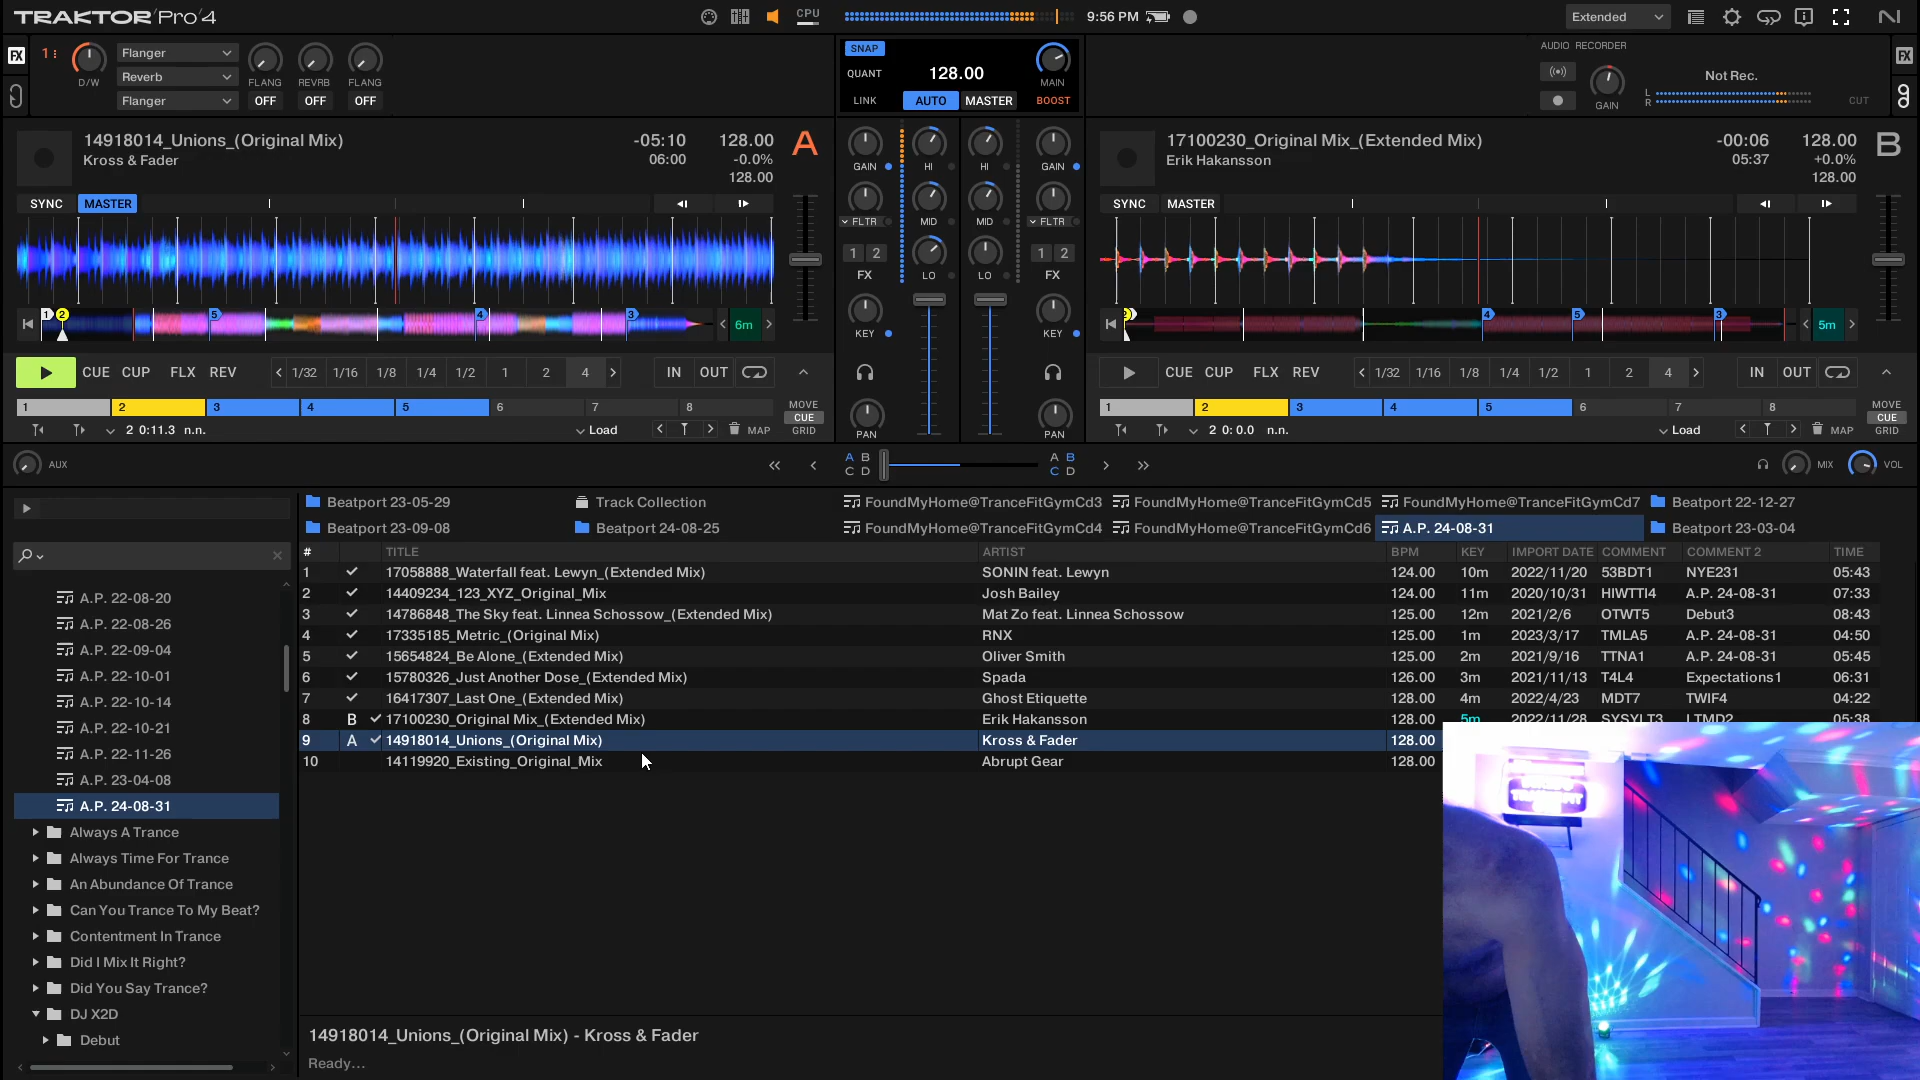 TRAKTOR Pro 4
CPU
9:56 PM
Extended
1
D/W
Flanger
Reverb
Flanger
FLANG
REVRB
FLANG
OFF
OFF
OFF
SNAP
QUANT
128.00
MAIN
LINK
AUTO
MASTER
BOOST
AUDIO RECORDER
GAIN
L
R
Not Rec.
CUT
14918014_Unions_(Original Mix)
Kross & Fader
-05:10
06:00
128.00
-0.0%
128.00
A
SYNC
MASTER
1 2 5 4 3
6m
CUE CUP FLX REV
1/32 1/16 1/8 1/4 1/2 1 2 4
IN OUT
1 2 3 4 5 6 7 8
MOVE
CUE
GRID
2 0:11.3 n.n.
Load
MAP
GAIN HI HI GAIN
FLTR MID MID FLTR
1 2 1 2
FX LO LO FX
KEY KEY
PAN PAN
17100230_Original Mix_(Extended Mix)
Erik Hakansson
-00:06
05:37
128.00
+0.0%
128.00
B
SYNC MASTER
2 4 5 3
5m
CUE CUP FLX REV
1/32 1/16 1/8 1/4 1/2 1 2 4
IN OUT
1 2 3 4 5 6 7 8
MOVE
CUE
GRID
2 0: 0.0 n.n.
Load
MAP
AUX
A B
C D
A B
C D
MIX
VOL
Beatport 23-05-29
Track Collection
FoundMyHome@TranceFitGymCd3
FoundMyHome@TranceFitGymCd5
FoundMyHome@TranceFitGymCd7
Beatport 22-12-27
Beatport 23-09-08
Beatport 24-08-25
FoundMyHome@TranceFitGymCd4
FoundMyHome@TranceFitGymCd6
A.P. 24-08-31
Beatport 23-03-04
# TITLE ARTIST BPM KEY IMPORT DATE COMMENT COMMENT 2 TIME
1 17058888_Waterfall feat. Lewyn_(Extended Mix) SONIN feat. Lewyn 124.00 10m 2022/11/20 53BDT1 NYE231 05:43
2 14409234_123_XYZ_Original_Mix Josh Bailey 124.00 11m 2020/10/31 HIWTTI4 A.P. 24-08-31 07:33
3 14786848_The Sky feat. Linnea Schossow_(Extended Mix) Mat Zo feat. Linnea Schossow 125.00 12m 2021/2/6 OTWT5 Debut3 08:43
4 17335185_Metric_(Original Mix) RNX 125.00 1m 2023/3/17 TMLA5 A.P. 24-08-31 04:50
5 15654824_Be Alone_(Extended Mix) Oliver Smith 125.00 2m 2021/9/16 TTNA1 A.P. 24-08-31 05:45
6 15780326_Just Another Dose_(Extended Mix) Spada 126.00 3m 2021/11/13 T4L4 Expectations1 06:31
7 16417307_Last One_(Extended Mix) Ghost Etiquette 128.00 4m 2022/4/23 MDT7 TWIF4 04:22
8 B 17100230_Original Mix_(Extended Mix) Erik Hakansson 128.00 5m 2022/11/28 SYSYLT3 LTMD2 05:38
9 A 14918014_Unions_(Original Mix) Kross & Fader 128.00
10 14119920_Existing_Original_Mix Abrupt Gear 128.00
A.P. 22-08-20
A.P. 22-08-26
A.P. 22-09-04
A.P. 22-10-01
A.P. 22-10-14
A.P. 22-10-21
A.P. 22-11-26
A.P. 23-04-08
A.P. 24-08-31
Always A Trance
Always Time For Trance
An Abundance Of Trance
Can You Trance To My Beat?
Contentment In Trance
Did I Mix It Right?
Did You Say Trance?
DJ X2D
Debut
14918014_Unions_(Original Mix) - Kross & Fader
Ready...